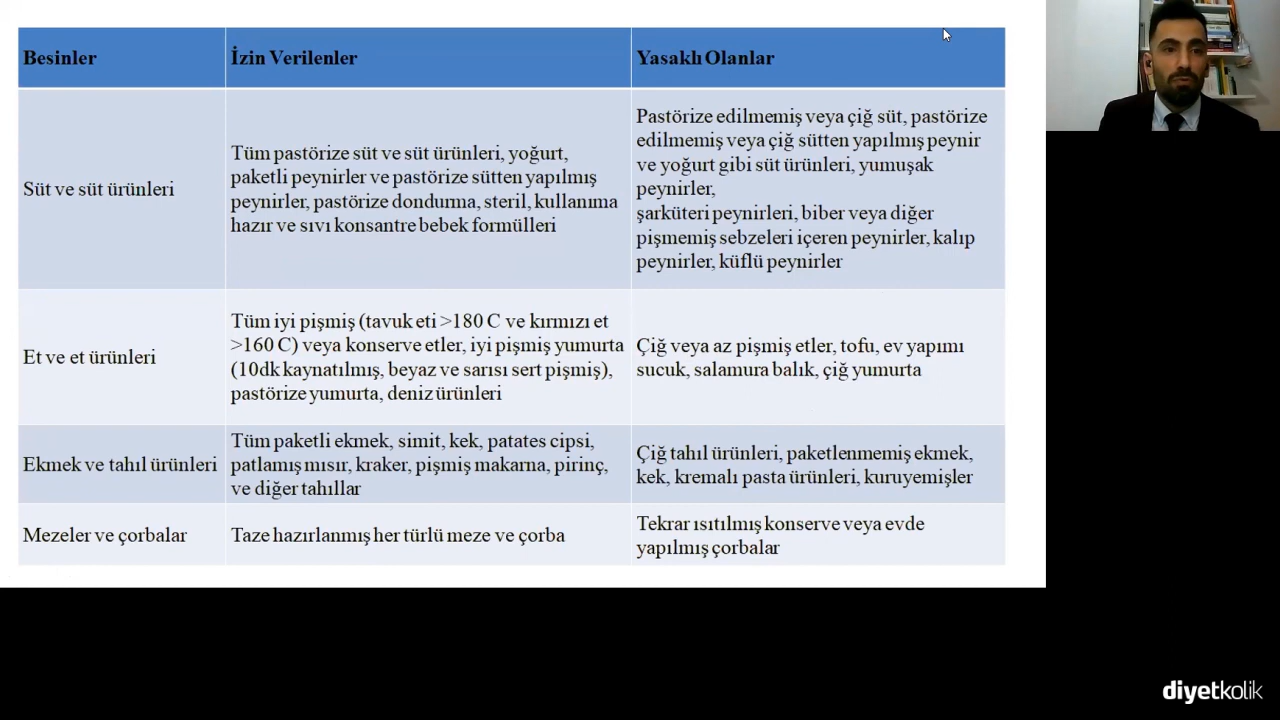 Besinler
İzin Verilenler
Yasaklı Olanlar
Süt ve süt ürünleri
Tüm pastörize süt ve süt ürünleri, yoğurt,
paketli peynirler ve pastörize sütten yapılmış
peynirler, pastörize dondurma, steril, kullanıma
hazır ve sıvı konsantre bebek formülleri
Pastörize edilmemiş veya çiğ süt, pastörize
edilmemiş veya çiğ sütten yapılmış peynir
ve yoğurt gibi süt ürünleri, yumuşak
peynirler,
şarküteri peynirleri, biber veya diğer
pişmemiş sebzeleri içeren peynirler, kalıp
peynirler, küflü peynirler
Et ve et ürünleri
Tüm iyi pişmiş (tavuk eti >180 C ve kırmızı et
>160 C) veya konserve etler, iyi pişmiş yumurta
(10dk kaynatılmış, beyaz ve sarısı sert pişmiş),
pastörize yumurta, deniz ürünleri
Çiğ veya az pişmiş etler, tofu, ev yapımı
sucuk, salamura balık, çiğ yumurta
Ekmek ve tahıl ürünleri
Tüm paketli ekmek, simit, kek, patates cipsi,
patlamış mısır, kraker, pişmiş makarna, pirinç,
ve diğer tahıllar
Çiğ tahıl ürünleri, paketlenmemiş ekmek,
kek, kremalı pasta ürünleri, kuruyemişler
Mezeler ve çorbalar
Taze hazırlanmış her türlü meze ve çorba
Tekrar ısıtılmış konserve veya evde
yapılmış çorbalar
diyetkolik